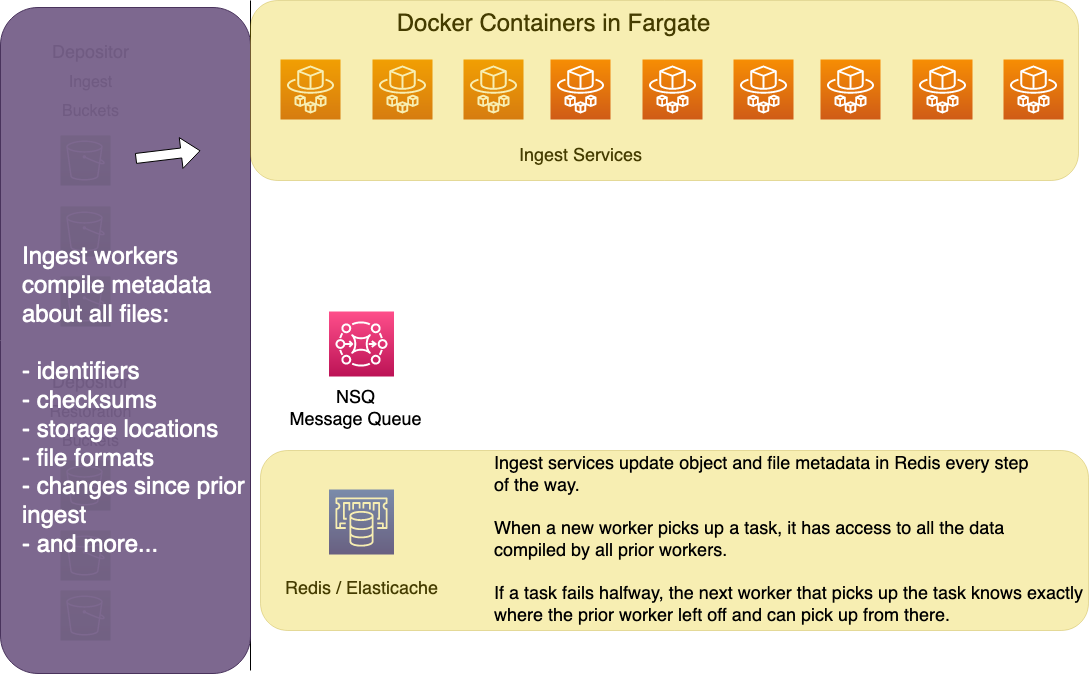 Docker Containers in Fargate
Ingest Services
Depositor
Ingest
Buckets
Ingest workers
compile metadata
about all files:
- identifiers
- checksums
- storage locations
- file formats
- changes since prior
ingest
- and more...
Depositor
Restoration
Buckets
NSQ
Message Queue
Redis / Elasticache
Ingest services update object and file metadata in Redis every step
of the way.
When a new worker picks up a task, it has access to all the data
compiled by all prior workers.
If a task fails halfway, the next worker that picks up the task knows exactly
where the prior worker left off and can pick up from there.